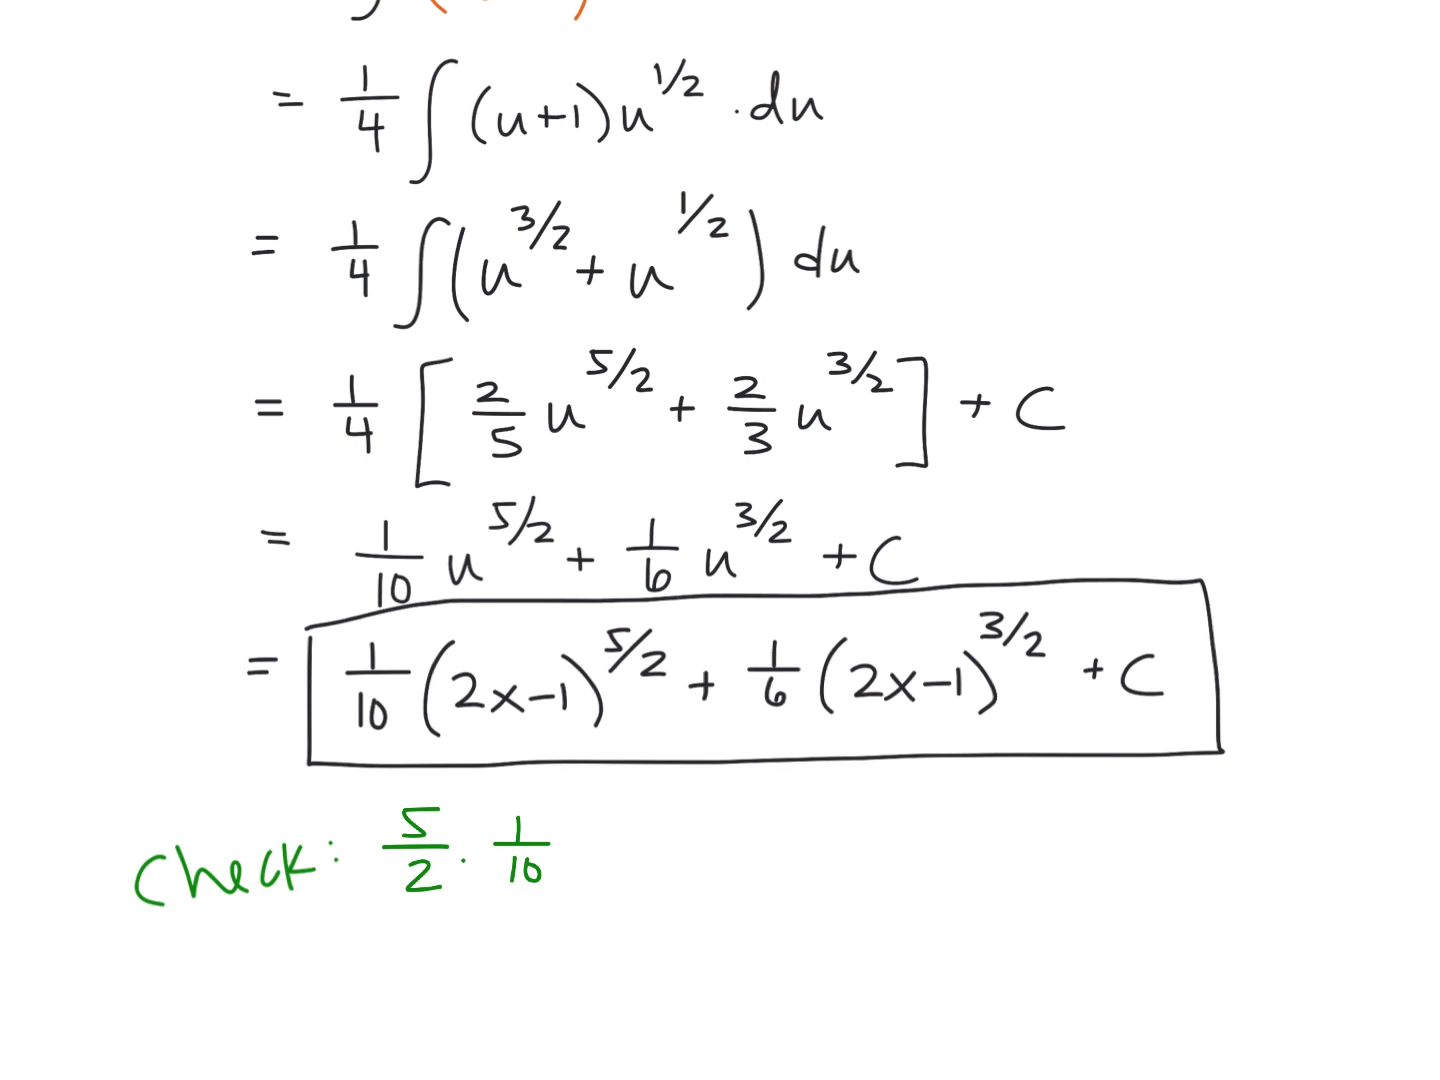 = 1/4 ∫ (u+1)u^{1/2} · du
= 1/4 ∫ (u^{3/2} + u^{1/2}) du
= 1/4 [ 2/5 u^{5/2} + 2/3 u^{3/2} ] + C
= 1/10 u^{5/2} + 1/6 u^{3/2} + C
= 1/10 (2x-1)^{5/2} + 1/6 (2x-1)^{3/2} + C
Check: 5/2 · 1/10